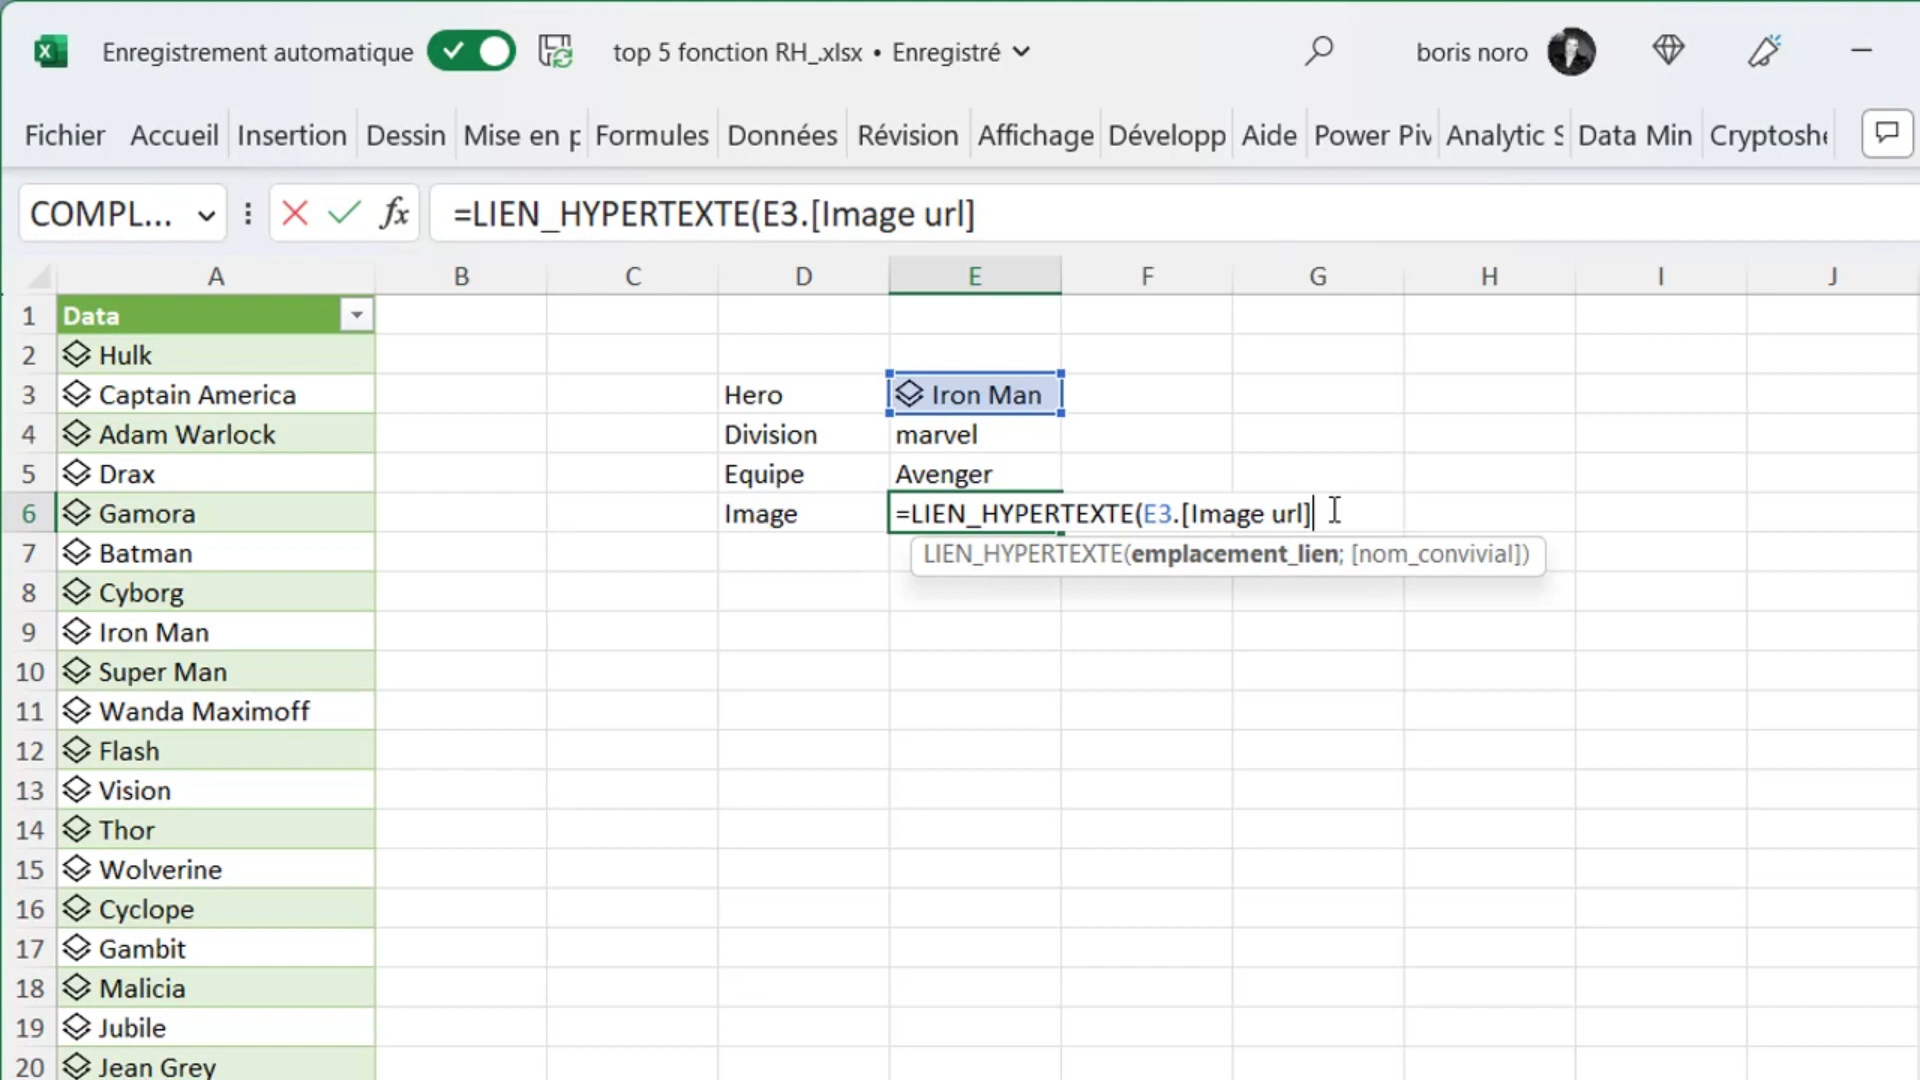 Enregistrement automatique top 5 fonction RH_.xlsx • Enregistré boris noro
Fichier Accueil Insertion Dessin Mise en p Formules Données Révision Affichage Développ Aide Power Piv Analytic S Data Min Cryptosh
COMPL... fx =LIEN_HYPERTEXTE(E3.[Image url]
A B C D E F G H I J
1 Data
2 Hulk
3 Captain America Hero Iron Man
4 Adam Warlock Division marvel
5 Drax Equipe Avenger
6 Gamora Image =LIEN_HYPERTEXTE(E3.[Image url]
7 Batman LIEN_HYPERTEXTE(emplacement_lien; [nom_convivial])
8 Cyborg
9 Iron Man
10 Super Man
11 Wanda Maximoff
12 Flash
13 Vision
14 Thor
15 Wolverine
16 Cyclope
17 Gambit
18 Malicia
19 Jubile
20 Jean Grey